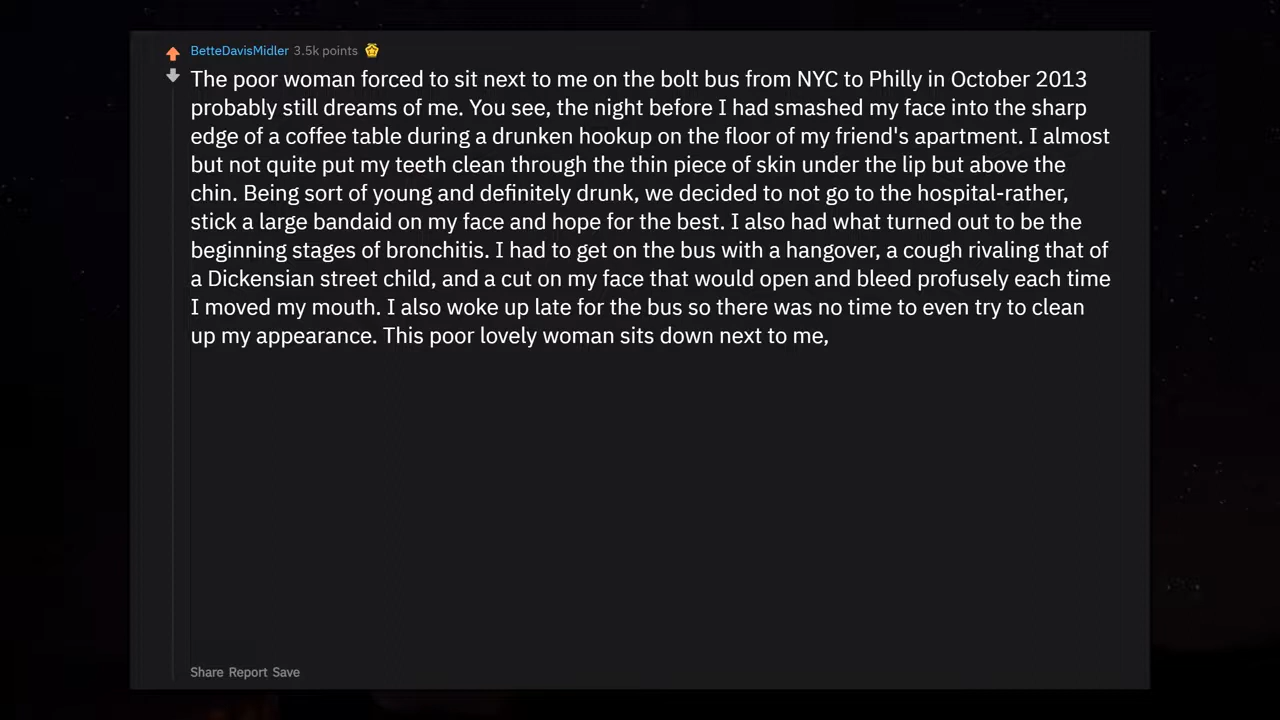 BetteDavisMidler 3.5k points
The poor woman forced to sit next to me on the bolt bus from NYC to Philly in October 2013
probably still dreams of me. You see, the night before I had smashed my face into the sharp
edge of a coffee table during a drunken hookup on the floor of my friend's apartment. I almost
but not quite put my teeth clean through the thin piece of skin under the lip but above the
chin. Being sort of young and definitely drunk, we decided to not go to the hospital-rather,
stick a large bandaid on my face and hope for the best. I also had what turned out to be the
beginning stages of bronchitis. I had to get on the bus with a hangover, a cough rivaling that of
a Dickensian street child, and a cut on my face that would open and bleed profusely each time
I moved my mouth. I also woke up late for the bus so there was no time to even try to clean
up my appearance. This poor lovely woman sits down next to me,
Share Report Save